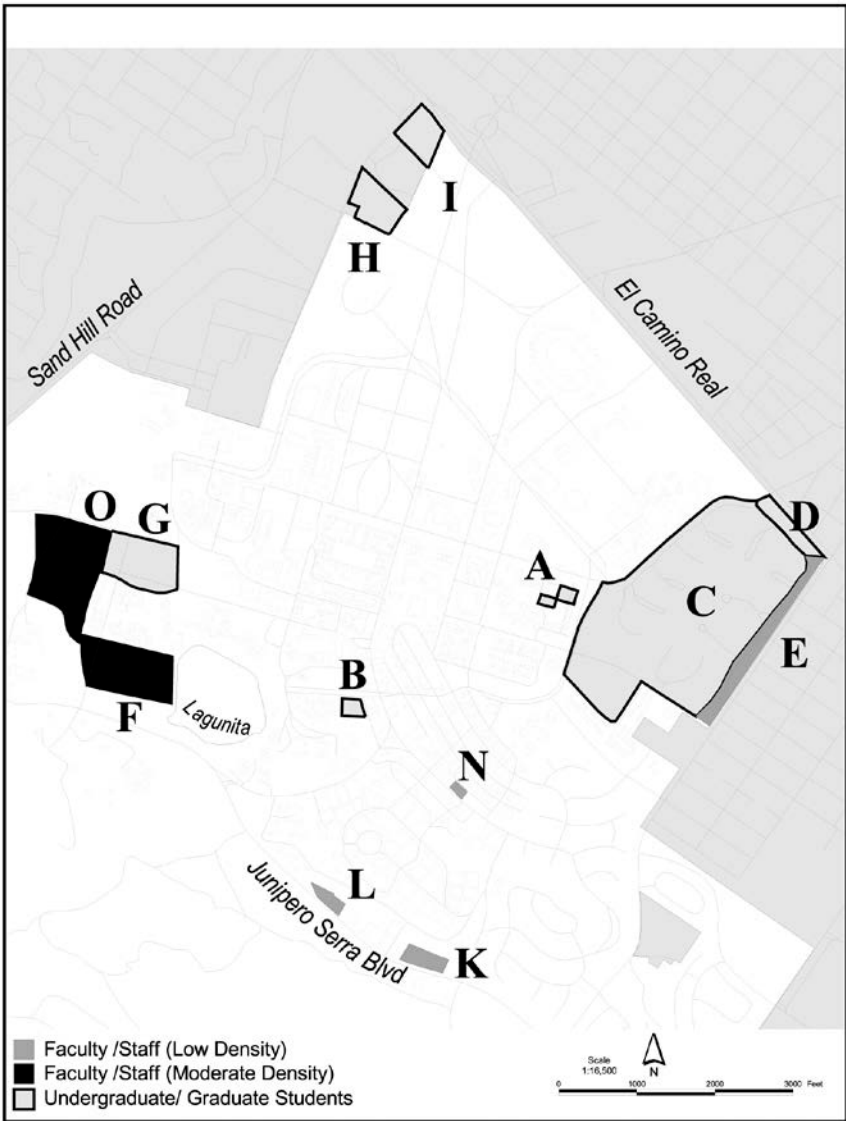 I
H
Sand Hill Road
El Camino Real
O
G
D
A
C
E
B
Lagunita
F
N
L
Junipero Serra Blvd
K
Faculty /Staff (Low Density)
Faculty /Staff (Moderate Density)
Undergraduate/ Graduate Students
Scale
1:16,500
N
0 1000 2000 3000 Feet